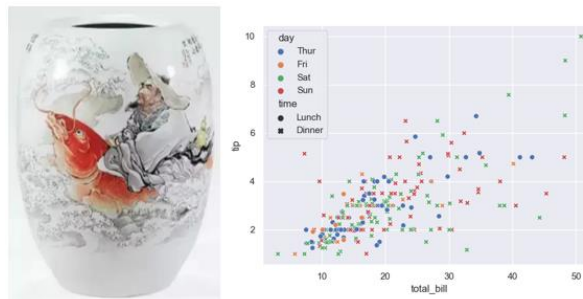 day
Thur
Fri
Sat
Sun
time
Lunch
Dinner
10
8
6
4
2
tip
10
20
30
40
50
total_bill